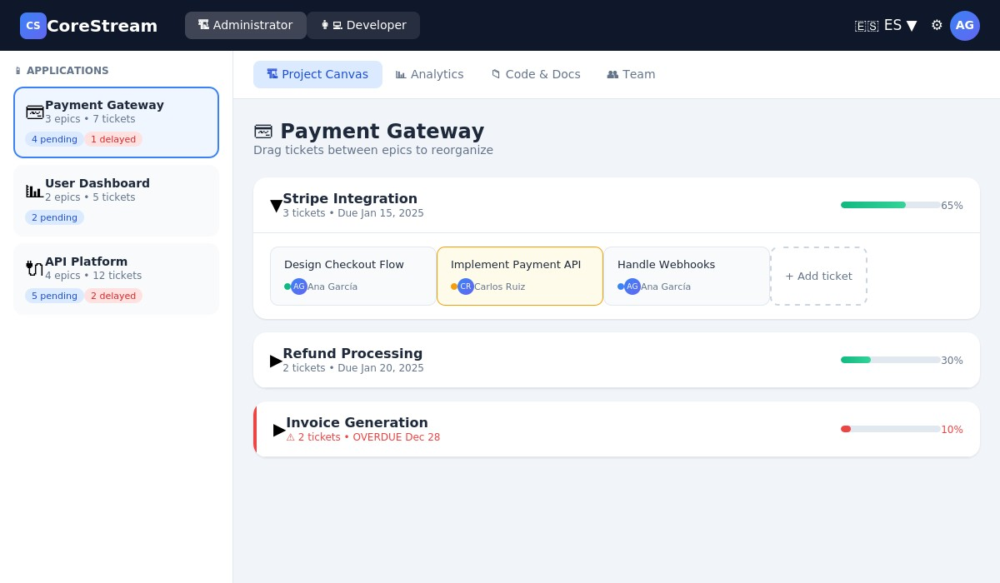 CS CoreStream
Administrator
Developer
🇪🇸 ES ▼
AG
APPLICATIONS
Payment Gateway
3 epics • 7 tickets
4 pending
1 delayed
User Dashboard
2 epics • 5 tickets
2 pending
API Platform
4 epics • 12 tickets
5 pending
2 delayed
Project Canvas
Analytics
Code & Docs
Team
Payment Gateway
Drag tickets between epics to reorganize
▼ Stripe Integration
3 tickets • Due Jan 15, 2025
65%
Design Checkout Flow
AG Ana García
Implement Payment API
CR Carlos Ruiz
Handle Webhooks
AG Ana García
+ Add ticket
▶ Refund Processing
2 tickets • Due Jan 20, 2025
30%
▶ Invoice Generation
⚠ 2 tickets • OVERDUE Dec 28
10%